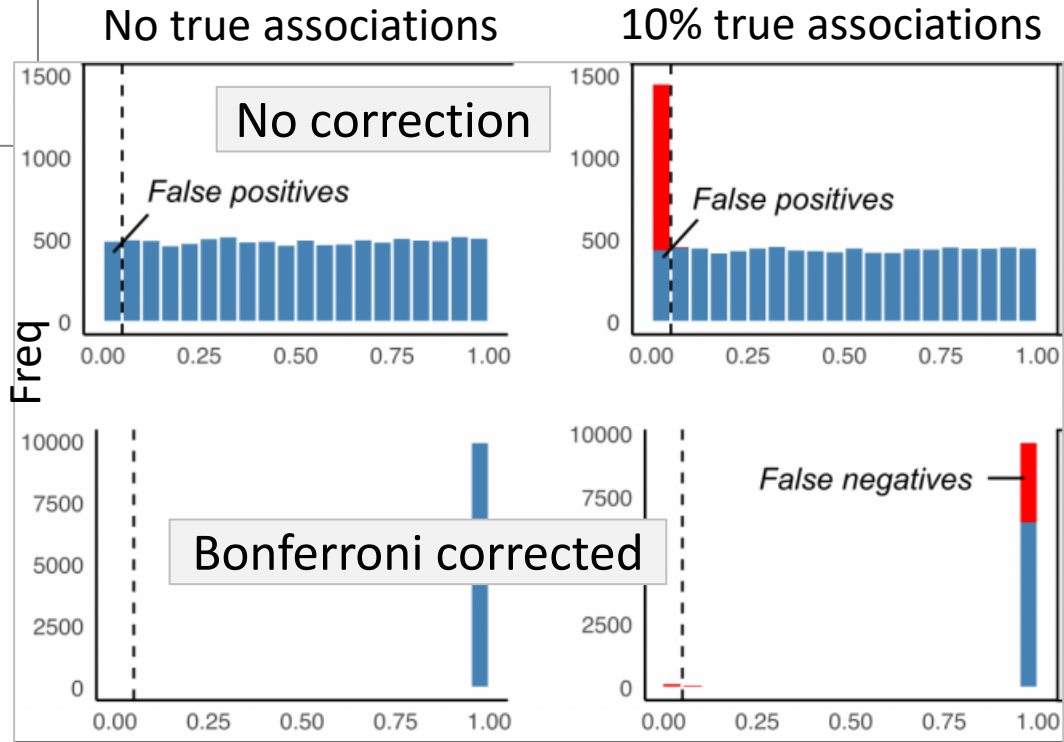 No true associations
10% true associations
No correction
1500
1000
500
0
False positives
0.00 0.25 0.50 0.75 1.00
1500
1000
500
0
False positives
0.00 0.25 0.50 0.75 1.00
Freq
10000
7500
5000
2500
0
0.00 0.25 0.50 0.75 1.00
Bonferroni corrected
10000
7500
2500
0
False negatives
0.00 0.25 0.50 0.75 1.00